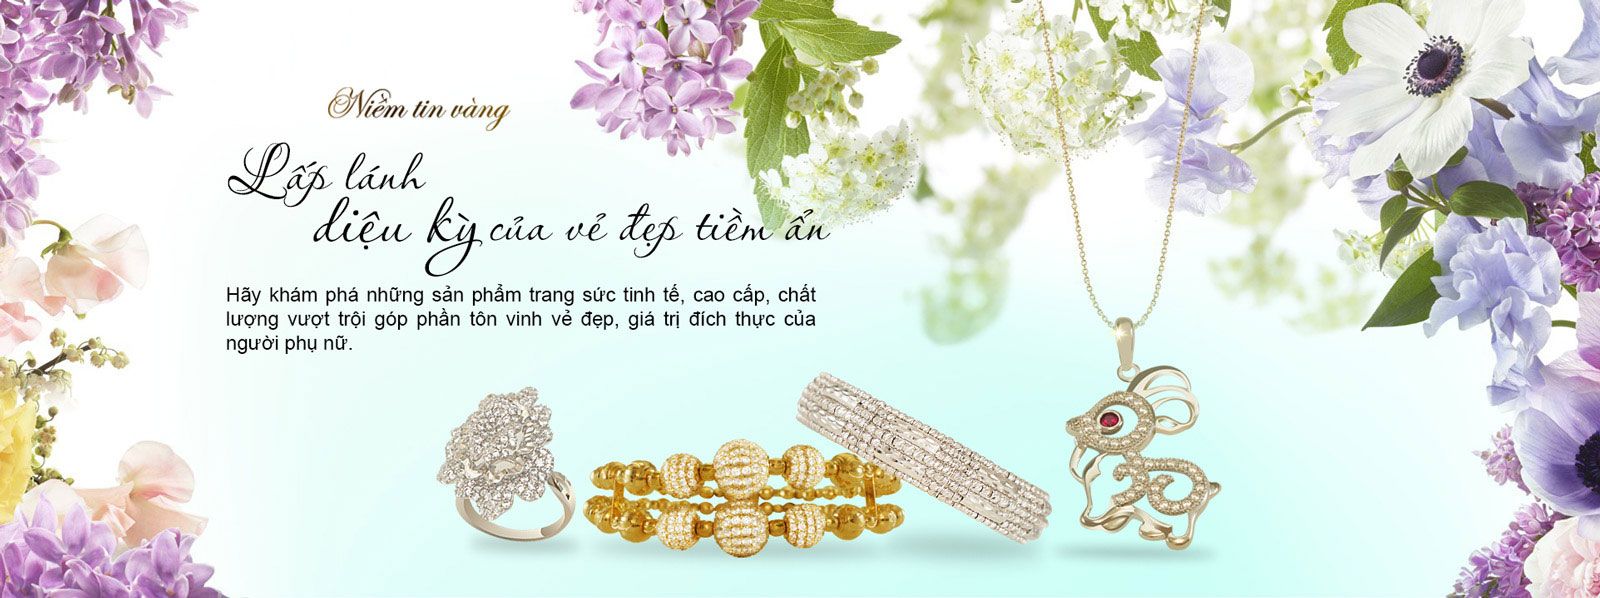 Niềm tin vàng
Lấp lánh
diệu kỳ của vẻ đẹp tiềm ẩn
Hãy khám phá những sản phẩm trang sức tinh tế, cao cấp, chất
lượng vượt trội góp phần tôn vinh vẻ đẹp, giá trị đích thực của
người phụ nữ.